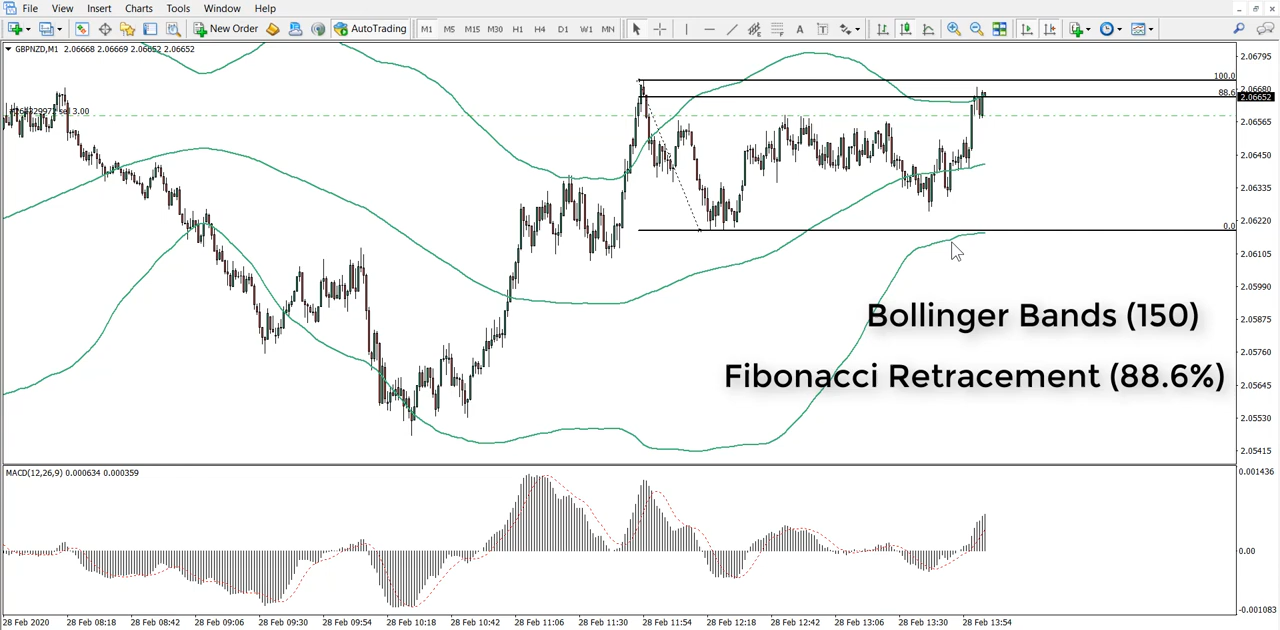 File View Insert Charts Tools Window Help
New Order AutoTrading M1 M5 M15 M30 H1 H4 D1 W1 MN
GBPNZD,M1 2.06668 2.06669 2.06652 2.06652
2.06795
100.0
2.06680
88.6
2.06652
sell 3.00
2.06565
2.06450
2.06335
2.06220
0.0
2.06105
2.05990
Bollinger Bands (150)
2.05875
2.05760
Fibonacci Retracement (88.6%)
2.05645
2.05530
2.05415
MACD(12,26,9) 0.000634 0.000359
0.001436
0.00
-0.001083
28 Feb 2020 28 Feb 08:18 28 Feb 08:42 28 Feb 09:06 28 Feb 09:30 28 Feb 09:54 28 Feb 10:18 28 Feb 10:42 28 Feb 11:06 28 Feb 11:30 28 Feb 11:54 28 Feb 12:18 28 Feb 12:42 28 Feb 13:06 28 Feb 13:30 28 Feb 13:54